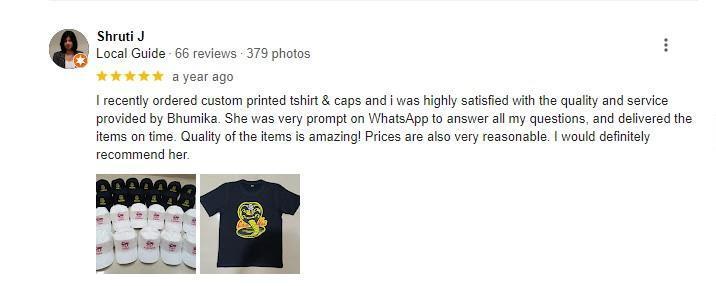 Shruti J
Local Guide · 66 reviews · 379 photos
a year ago
I recently ordered custom printed tshirt & caps and i was highly satisfied with the quality and service
provided by Bhumika. She was very prompt on WhatsApp to answer all my questions, and delivered the
items on time. Quality of the items is amazing! Prices are also very reasonable. I would definitely
recommend her.